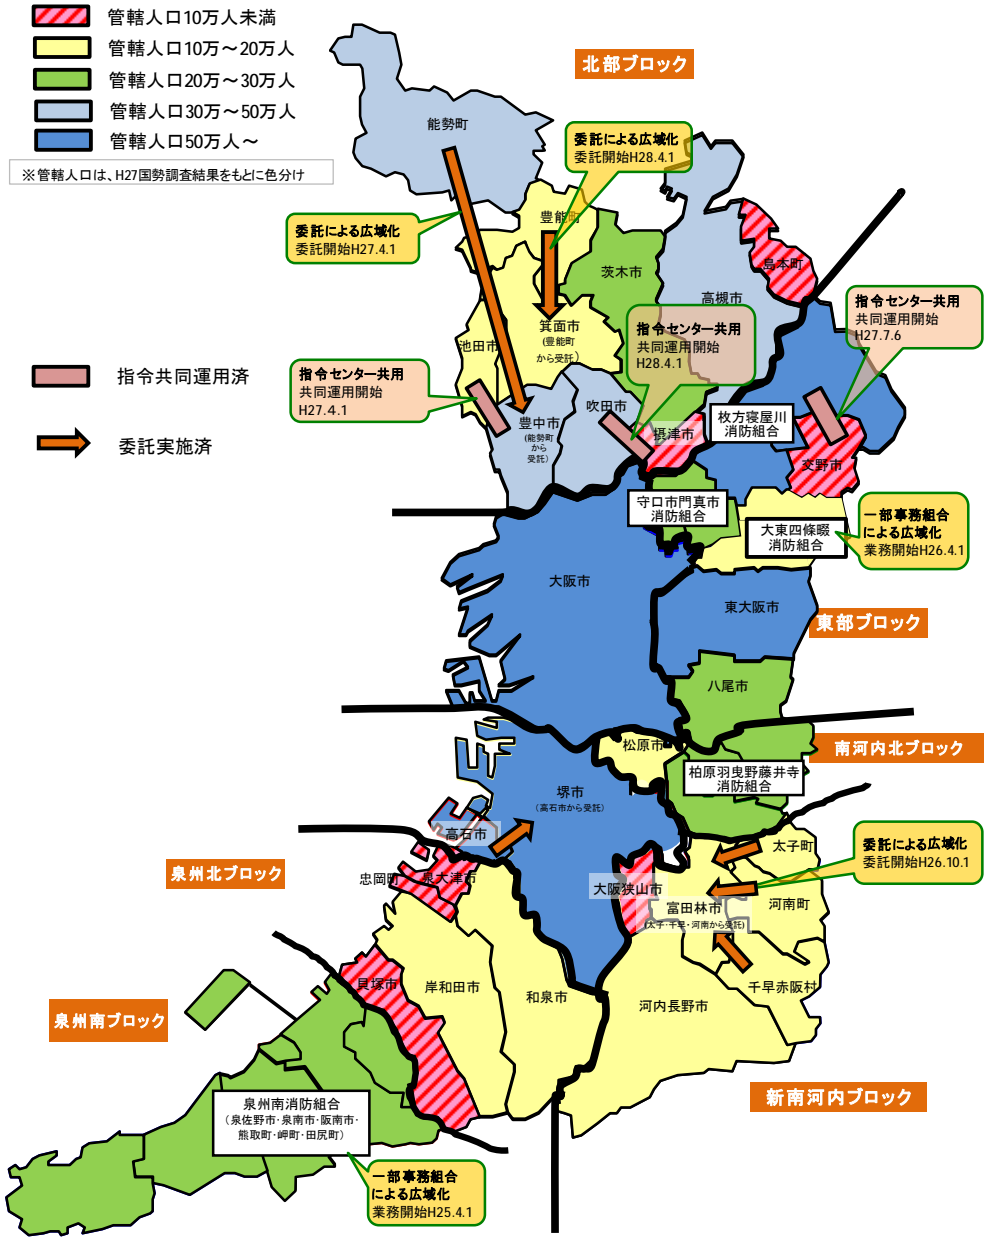 管轄人口10万人未満
管轄人口10万～20万人
管轄人口20万～30万人
管轄人口30万～50万人
管轄人口50万人～
※管轄人口は、H27国勢調査結果をもとに色分け
北部ブロック
能勢町
委託による広域化
委託開始H28.4.1
委託による広域化
委託開始H27.4.1
豊能町
茨木市
島本町
高槻市
指令センター共用
共同運用開始
H27.7.6
指令センター共用
共同運用開始
H28.4.1
箕面市
(豊能町
から受託)
池田市
指令共同運用済
指令センター共用
共同運用開始
H27.4.1
委託実施済
吹田市
豊中市
(能勢町
から
受託)
摂津市
枚方寝屋川
消防組合
交野市
守口市門真市
消防組合
大東四條畷
消防組合
一部事務組合
による広域化
業務開始H26.4.1
大阪市
東大阪市
東部ブロック
八尾市
松原市
南河内北ブロック
柏原羽曳野藤井寺
消防組合
堺市
(高石市から受託)
高石市
太子町
委託による広域化
委託開始H26.10.1
泉州北ブロック
忠岡町
泉大津市
大阪狭山市
富田林市
(太子・千早・河南から受託)
河南町
貝塚市
岸和田市
和泉市
河内長野市
千早赤阪村
泉州南ブロック
新南河内ブロック
泉州南消防組合
(泉佐野市・泉南市・阪南市・
熊取町・岬町・田尻町)
一部事務組合
による広域化
業務開始H25.4.1